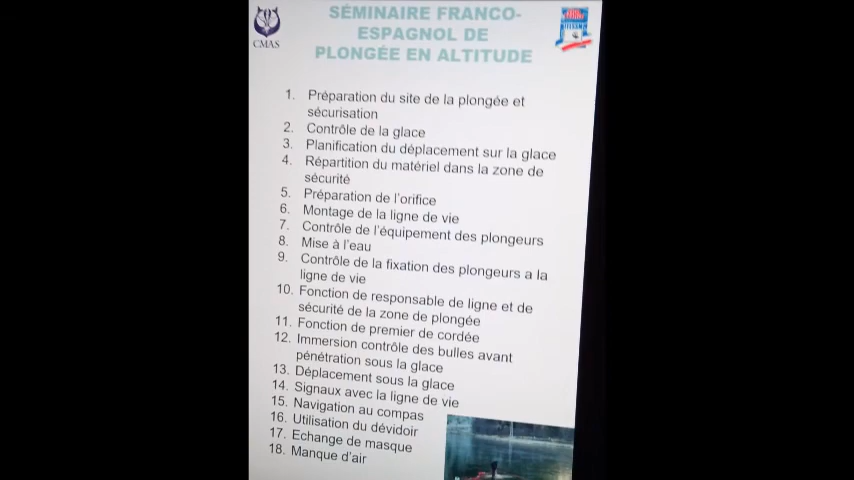 SÉMINAIRE FRANCO-
ESPAGNOL DE
PLONGÉE EN ALTITUDE
CMAS
1. Préparation du site de la plongée et
sécurisation
2. Contrôle de la glace
3. Planification du déplacement sur la glace
4. Répartition du matériel dans la zone de
sécurité
5. Préparation de l'orifice
6. Montage de la ligne de vie
7. Contrôle de l'équipement des plongeurs
8. Mise à l'eau
9. Contrôle de la fixation des plongeurs a la
ligne de vie
10. Fonction de responsable de ligne et de
sécurité de la zone de plongée
11. Fonction de premier de cordée
12. Immersion contrôle des bulles avant
pénétration sous la glace
13. Déplacement sous la glace
14. Signaux avec la ligne de vie
15. Navigation au compas
16. Utilisation du dévidoir
17. Echange de masque
18. Manque d'air